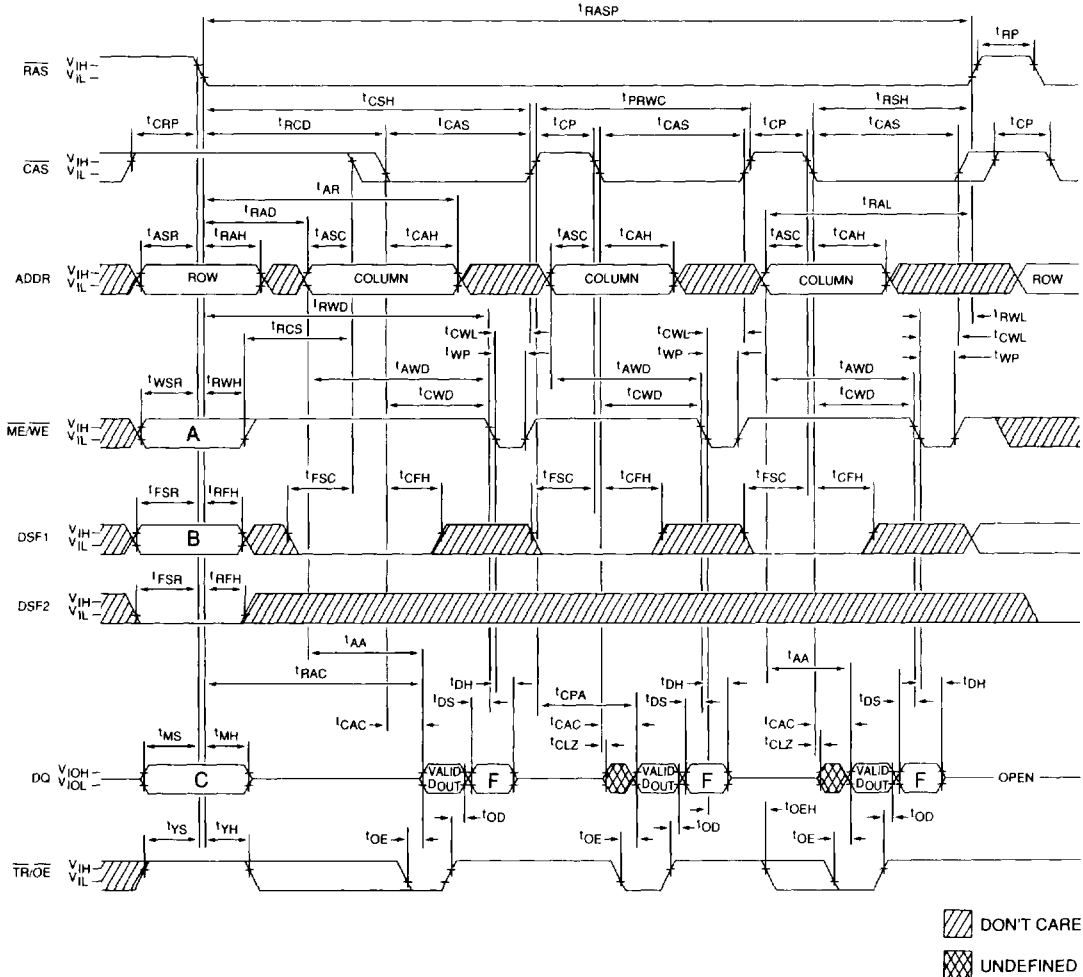 tRASP
tRP
RAS VIH VIL
tCSH tPRWC tRSH
tCRP tRCD tCAS tCP tCAS tCP tCAS tCP
CAS VIH VIL
tAR
tRAD tRAL
tASR tRAH tASC tCAH tASC tCAH tASC tCAH
ADDR VIH VIL ROW COLUMN COLUMN COLUMN ROW
tRWD tRWL
tRCS tCWL tCWL tCWL
tWP tWP tWP
tAWD tAWD tAWD
tWSR tRWH tCWD tCWD tCWD
ME/WE VIH VIL A
tFSC tCFH tFSC tCFH tFSC tCFH
tFSR tRFH
DSF1 VIH VIL B
tFSR tRFH
DSF2 VIH VIL
tAA tAA
tRAC tDH tDH tDH
tCPA
tDS tDS tDS
tCAC tCAC tCAC
tCLZ tCLZ
tMS tMH
DQ VIOH VIOL C VALID DOUT F VALID DOUT F VALID DOUT F OPEN
tYS tYH tOE tOD tOE tOD tOEH tOE tOD
TR/OE VIH VIL
DON'T CARE
UNDEFINED